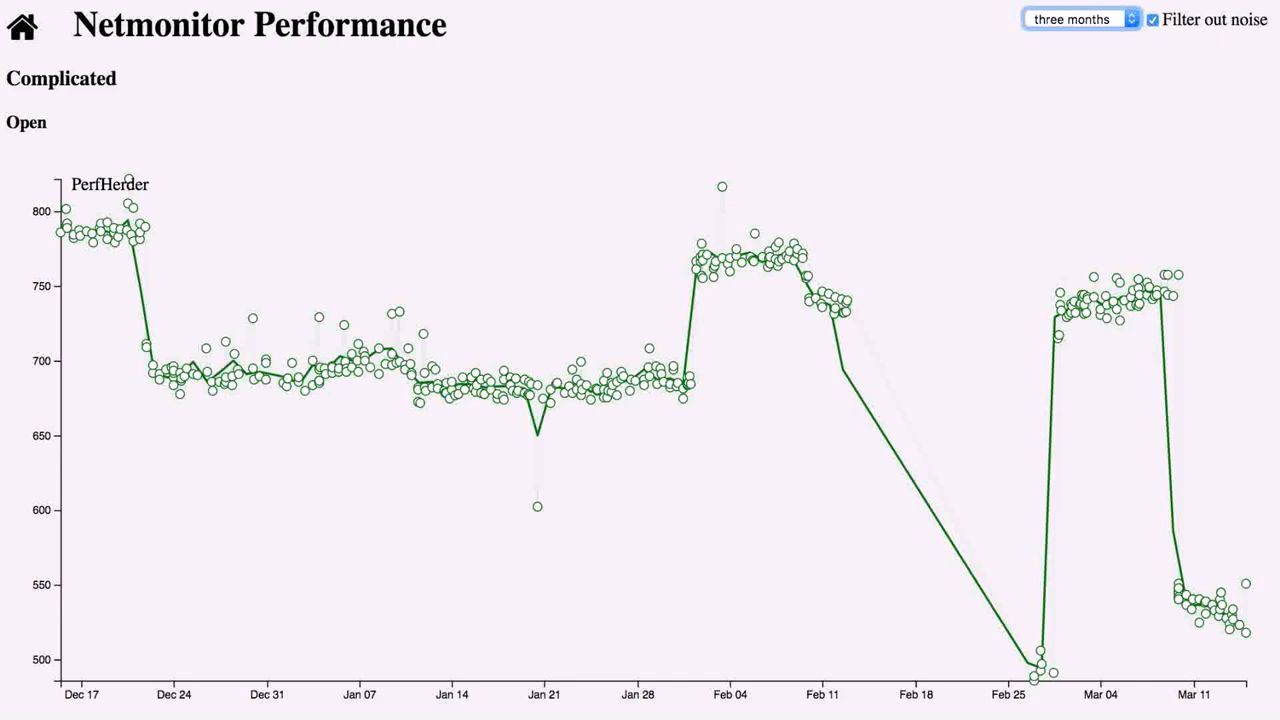 Netmonitor Performance
three months
Filter out noise
Complicated
Open
PerfHerder
800
750
700
650
600
550
500
Dec 17 Dec 24 Dec 31 Jan 07 Jan 14 Jan 21 Jan 28 Feb 04 Feb 11 Feb 18 Feb 25 Mar 04 Mar 11